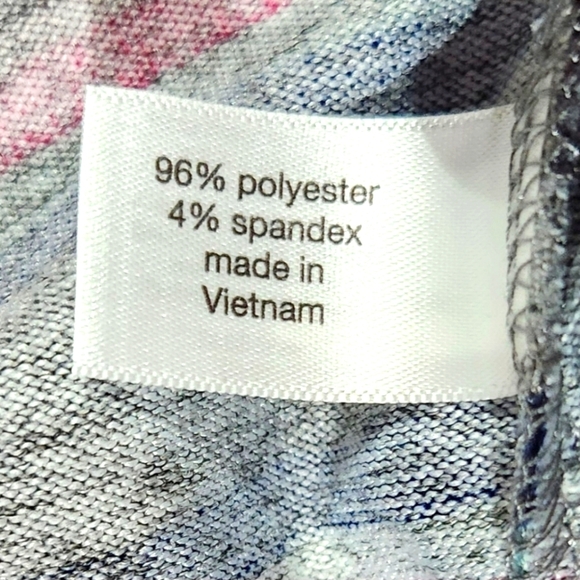 96% polyester
4% spandex
made in
Vietnam